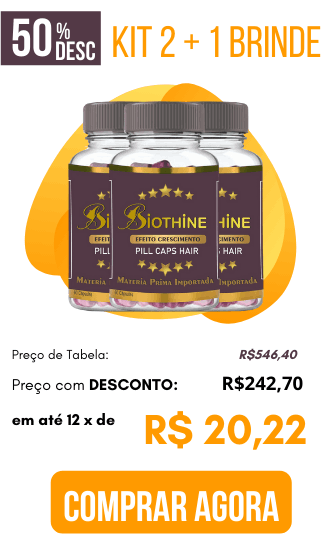 50% DESC KIT 2 + 1 BRINDE
BIOTHINE
EFEITO CRESCIMENTO
PILL CAPS HAIR
MATERIA PRIMA IMPORTADA
Preço de Tabela: R$546,40
Preço com DESCONTO: R$242,70
em até 12 x de R$ 20,22
COMPRAR AGORA